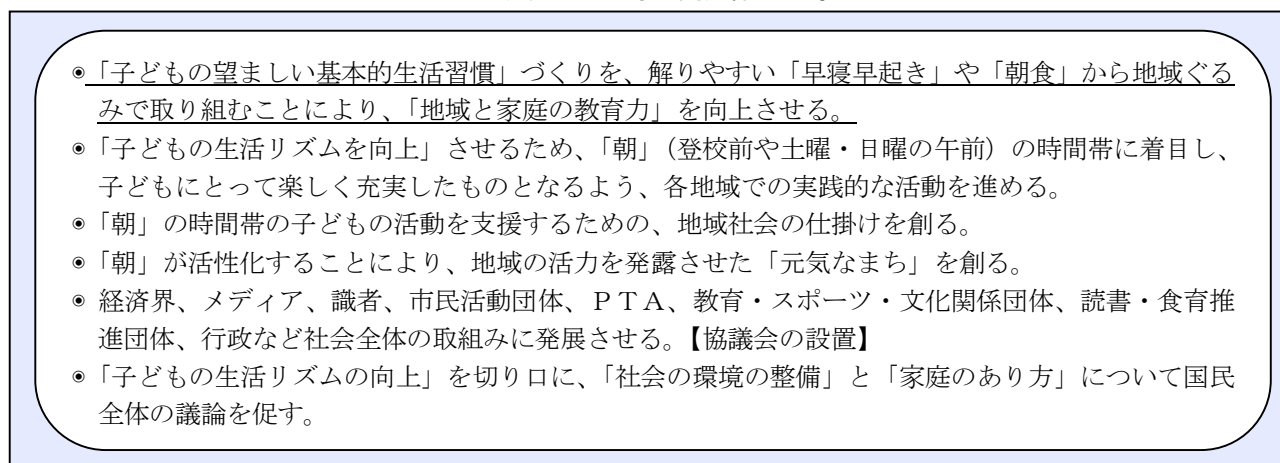 ◉「子どもの望ましい基本的生活習慣」づくりを、解りやすい「早寝早起き」や「朝食」から地域ぐる
みで取り組むことにより、「地域と家庭の教育力」を向上させる。
◉「子どもの生活リズムを向上」させるため、「朝」（登校前や土曜・日曜の午前）の時間帯に着目し、
子どもにとって楽しく充実したものとなるよう、各地域での実践的な活動を進める。
◉「朝」の時間帯の子どもの活動を支援するための、地域社会の仕掛けを創る。
◉「朝」が活性化することにより、地域の活力を発露させた「元気なまち」を創る。
◉ 経済界、メディア、識者、市民活動団体、ＰＴＡ、教育・スポーツ・文化関係団体、読書・食育推
進団体、行政など社会全体の取組みに発展させる。【協議会の設置】
◉「子どもの生活リズムの向上」を切り口に、「社会の環境の整備」と「家庭のあり方」について国民
全体の議論を促す。